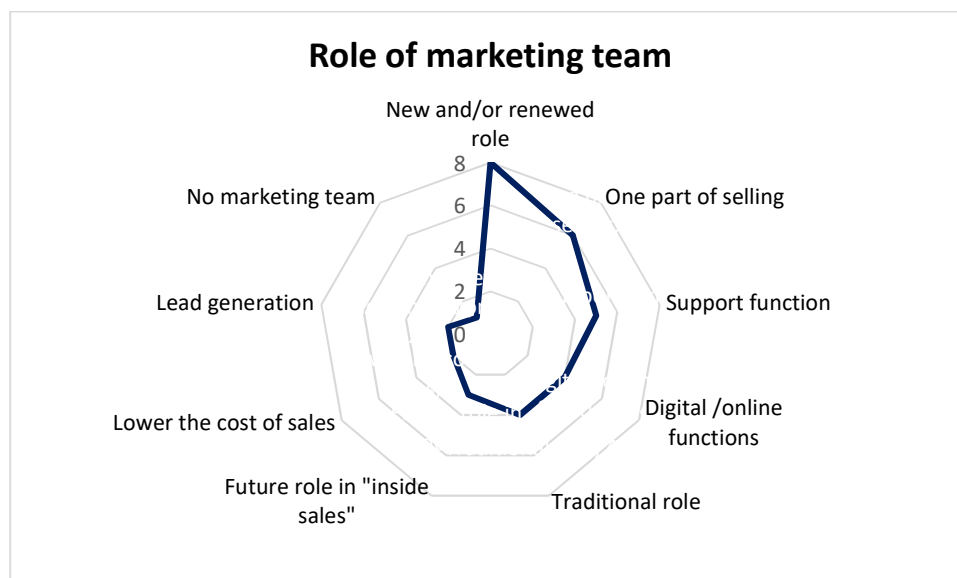 Role of marketing team
New and/or renewed
role
8
No marketing team
One part of selling
6
4
Lead generation
Support function
2
0
Digital /online
functions
Lower the cost of sales
Future role in "inside
sales"
Traditional role